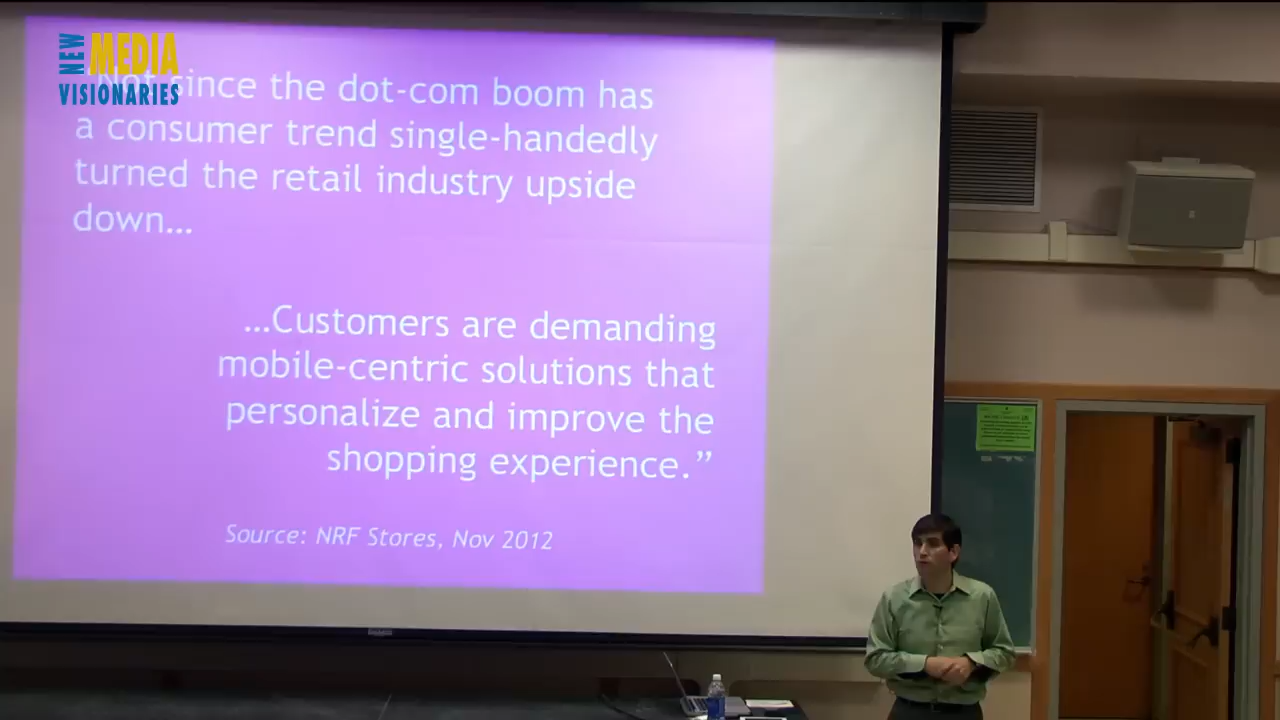 NEW MEDIA
VISIONARIES
Not since the dot-com boom has
a consumer trend single-handedly
turned the retail industry upside
down...
...Customers are demanding
mobile-centric solutions that
personalize and improve the
shopping experience.”
Source: NRF Stores, Nov 2012